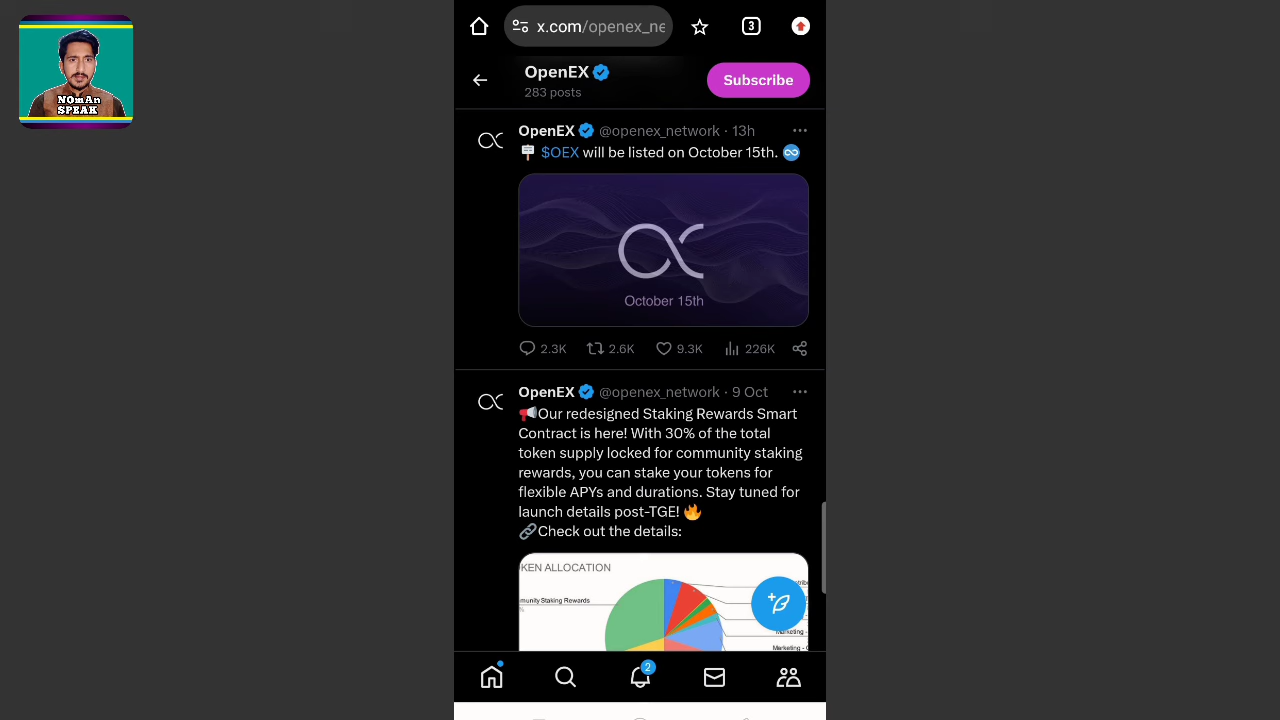 NOmAn
SPEAK
x.com/openex_ne
3
OpenEX
283 posts
Subscribe
OpenEX @openex_network · 13h
$OEX will be listed on October 15th.
October 15th
2.3K 2.6K 9.3K 226K
OpenEX @openex_network · 9 Oct
Our redesigned Staking Rewards Smart
Contract is here! With 30% of the total
token supply locked for community staking
rewards, you can stake your tokens for
flexible APYs and durations. Stay tuned for
launch details post-TGE!
Check out the details:
KEN ALLOCATION
munity Staking Rewards
Marketing -
Marketing -
2